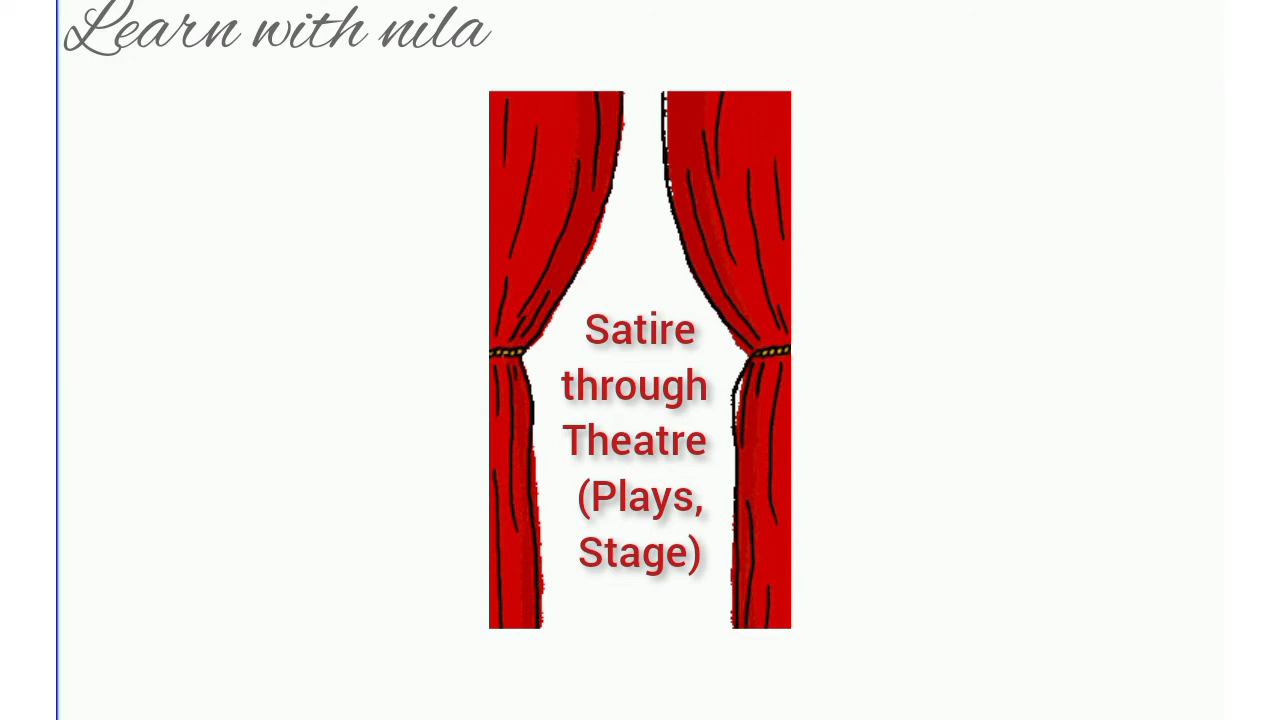 Learn with nila
Satire
through
Theatre
(Plays,
Stage)